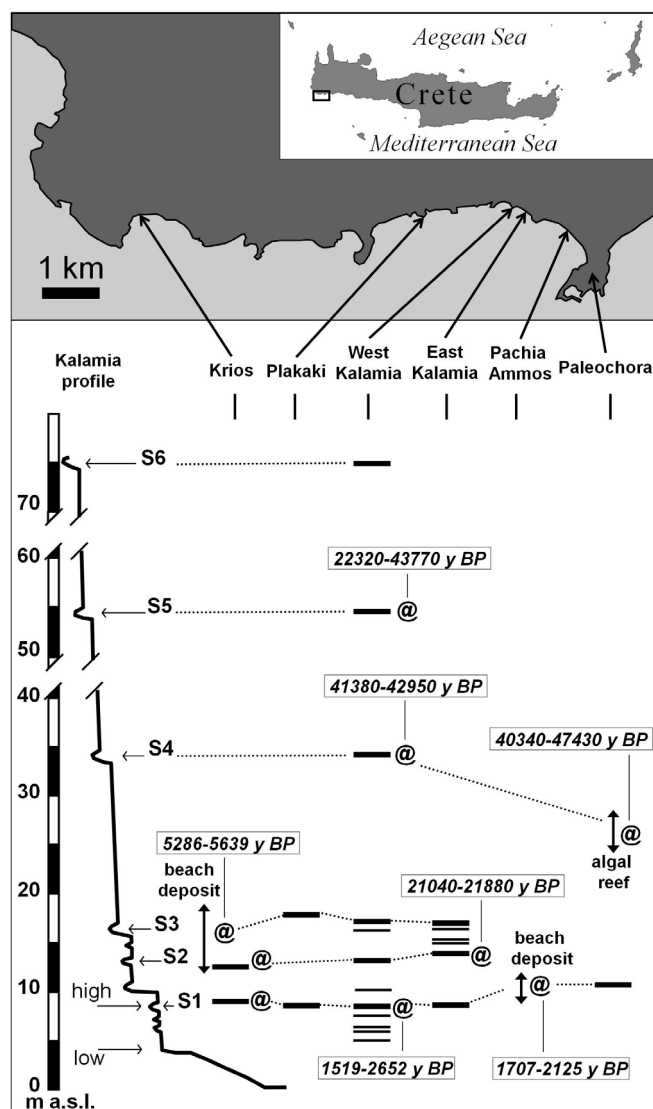 Aegean Sea
Crete
Mediterranean Sea
1 km
Kalamia
profile
Krios
Plakaki
West
Kalamia
East
Kalamia
Pachia
Ammos
Paleochora
S6
70
60
22320-43770 y BP
S5
@
50
40
41380-42950 y BP
40340-47430 y BP
S4
@
30
5286-5639 y BP
@
beach
deposit
algal
reef
20
21040-21880 y BP
S3
@
beach
deposit
S2
@
@
10
high
S1
@
@
@
low
1519-2652 y BP
1707-2125 y BP
0
m a.s.l.